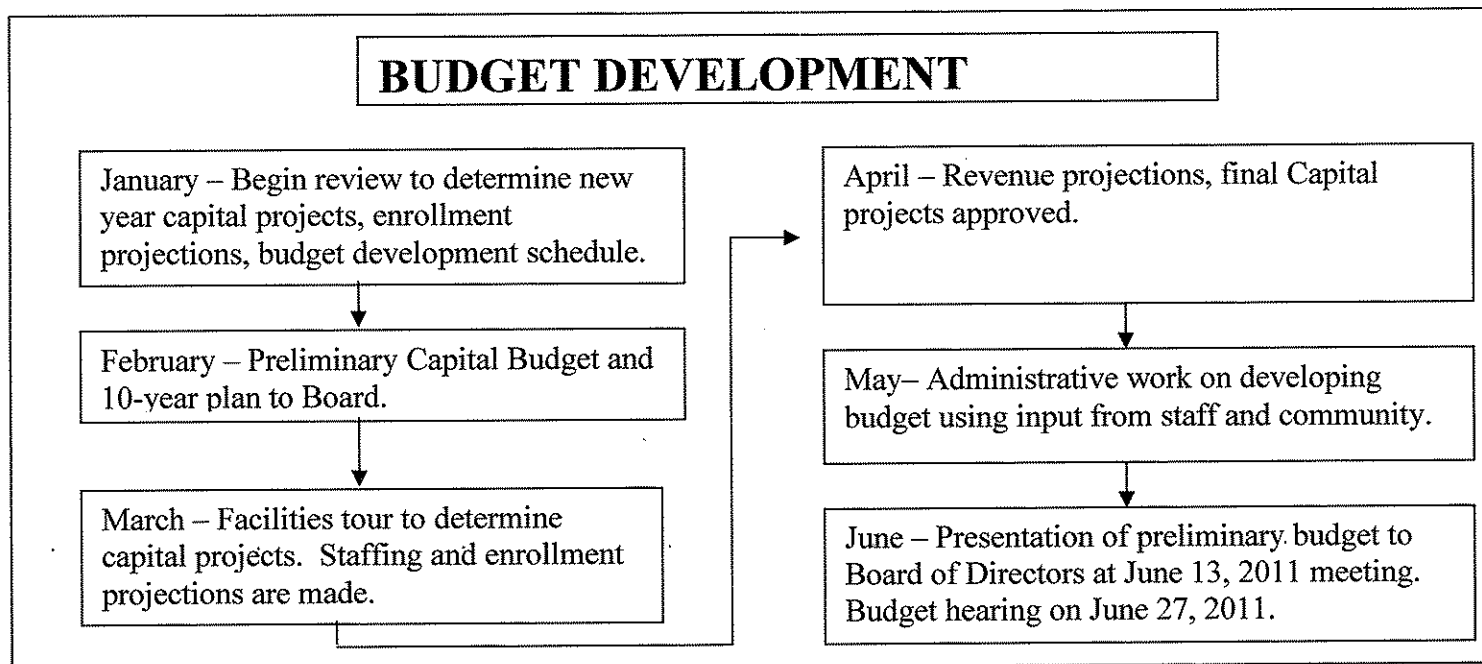 BUDGET DEVELOPMENT
January – Begin review to determine new
year capital projects, enrollment
projections, budget development schedule.
February – Preliminary Capital Budget and
10-year plan to Board.
March – Facilities tour to determine
capital projects. Staffing and enrollment
projections are made.
April – Revenue projections, final Capital
projects approved.
May– Administrative work on developing
budget using input from staff and community.
June – Presentation of preliminary budget to
Board of Directors at June 13, 2011 meeting.
Budget hearing on June 27, 2011.